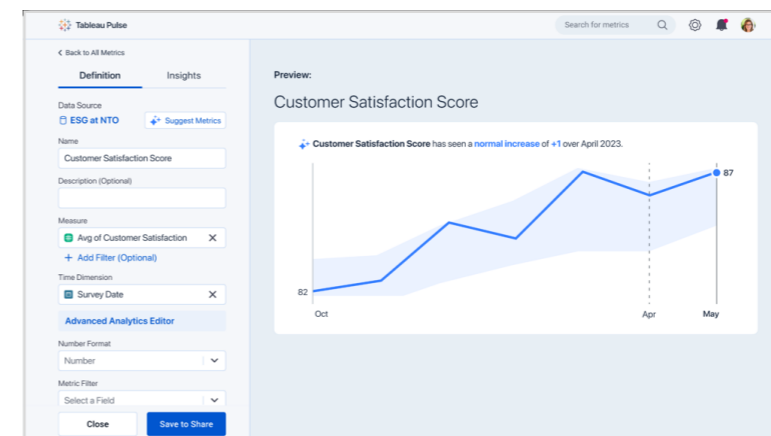 Tableau Pulse
Search for metrics
Back to All Metrics
Definition
Insights
Data Source
ESG at NTO
Suggest Metrics
Name
Customer Satisfaction Score
Description (Optional)
Measure
Avg of Customer Satisfaction
+ Add Filter (Optional)
Time Dimension
Survey Date
Advanced Analytics Editor
Number Format
Number
Metric Filter
Select a Field
Close
Save to Share
Preview:
Customer Satisfaction Score
Customer Satisfaction Score has seen a normal increase of +1 over April 2023.
87
82
Oct
Apr
May